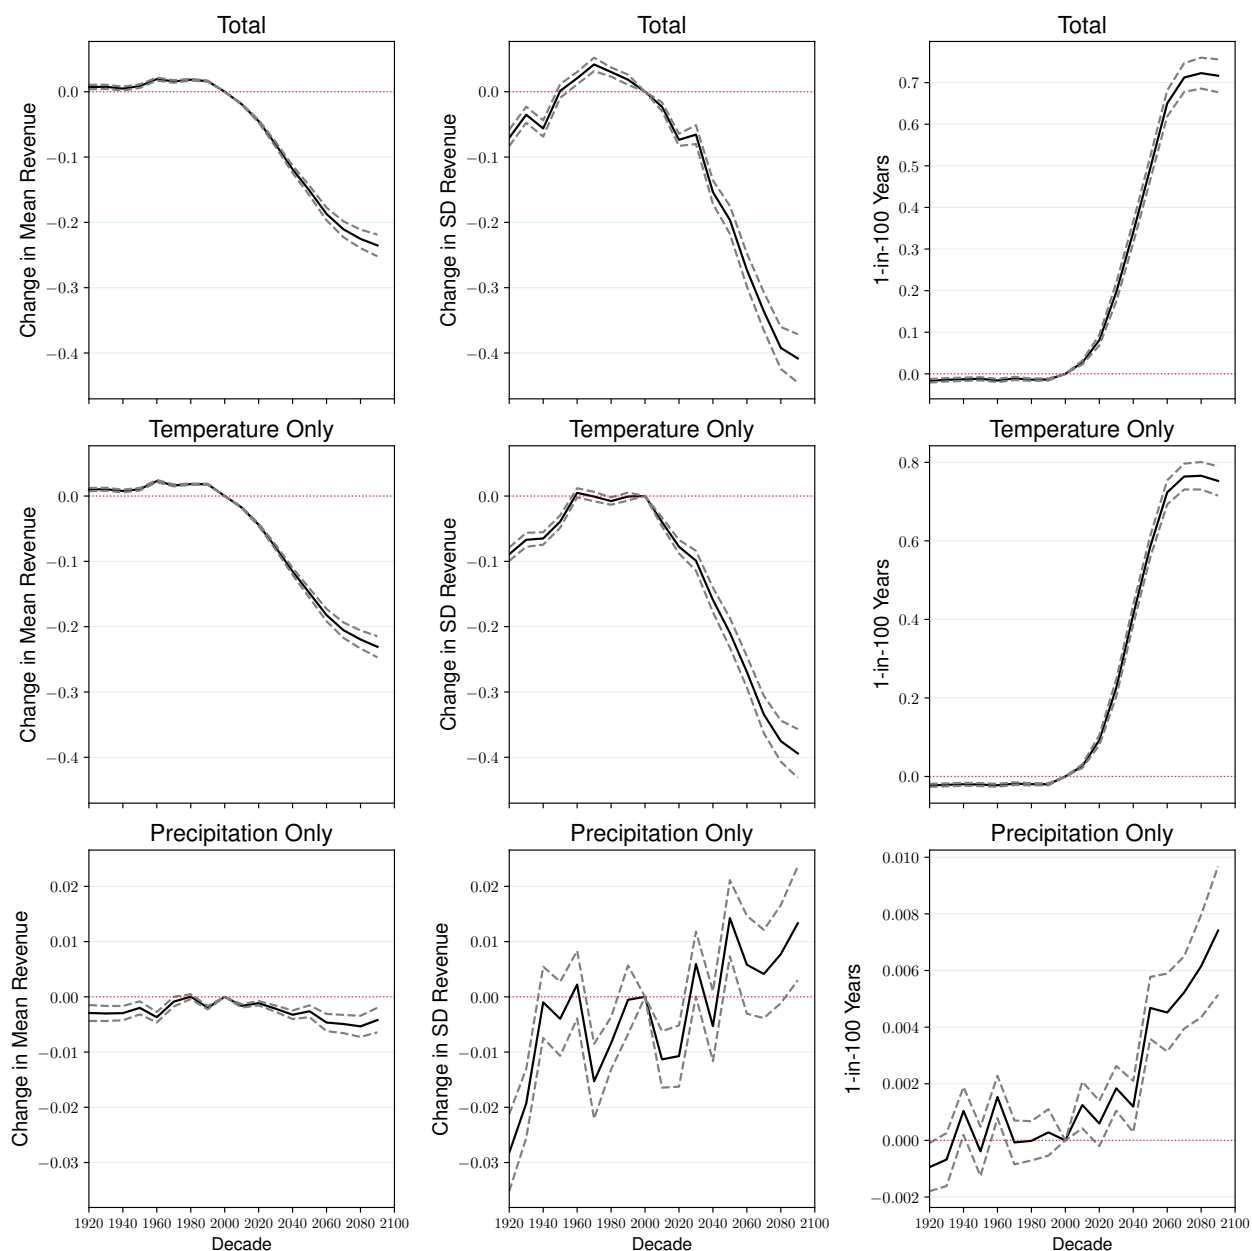 Total
Total
Total
Change in Mean Revenue
0.0
−0.1
−0.2
−0.3
−0.4
Change in SD Revenue
0.0
−0.1
−0.2
−0.3
−0.4
1-in-100 Years
0.7
0.6
0.5
0.4
0.3
0.2
0.1
0.0
Temperature Only
Temperature Only
Temperature Only
Change in Mean Revenue
0.0
−0.1
−0.2
−0.3
−0.4
Change in SD Revenue
0.0
−0.1
−0.2
−0.3
−0.4
1-in-100 Years
0.8
0.6
0.4
0.2
0.0
Precipitation Only
Precipitation Only
Precipitation Only
Change in Mean Revenue
0.02
0.01
0.00
−0.01
−0.02
−0.03
1920 1940 1960 1980 2000 2020 2040 2060 2080 2100
Decade
Change in SD Revenue
0.02
0.01
0.00
−0.01
−0.02
−0.03
1920 1940 1960 1980 2000 2020 2040 2060 2080 2100
Decade
1-in-100 Years
0.010
0.008
0.006
0.004
0.002
0.000
−0.002
1920 1940 1960 1980 2000 2020 2040 2060 2080 2100
Decade